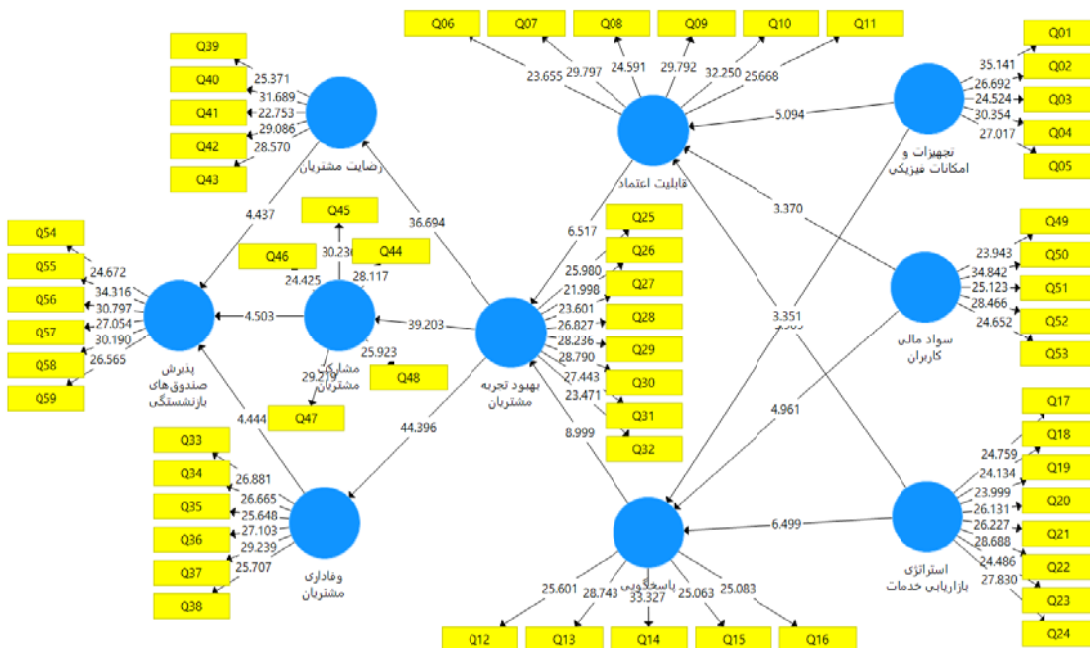 Q06
Q07
Q08
Q09
Q10
Q11
23.655
29.797
24.591
29.792
32.250
25668
قابلیت اعتماد
Q01
Q02
Q03
Q04
Q05
35.141
26.692
24.524
30.354
27.017
تجهیزات و
امکانات فیزیکی
Q39
Q40
Q41
Q42
Q43
25.371
31.689
22.753
29.086
28.570
رضایت مشتریان
5.094
3.370
3.351
4.961
6.499
6.517
8.999
36.694
39.203
44.396
4.437
4.503
4.444
Q45
Q46
Q44
Q48
Q47
24.425
28.117
25.923
29.219
مشارکت
مشتریان
Q54
Q55
Q56
Q57
Q58
Q59
24.672
34.316
30.797
27.054
30.190
26.565
پذیرش
صندوق‌های
بازنشستگی
Q25
Q26
Q27
Q28
Q29
Q30
Q31
Q32
25.980
21.998
23.601
26.827
28.236
28.790
27.443
23.471
بهبود تجربه
مشتریان
Q49
Q50
Q51
Q52
Q53
23.943
34.842
25.123
28.466
24.652
سواد مالی
کاربران
Q33
Q34
Q35
Q36
Q37
Q38
26.881
26.665
25.648
27.103
29.239
25.707
وفاداری
مشتریان
Q17
Q18
Q19
Q20
Q21
Q22
Q23
Q24
24.759
24.134
23.999
26.131
26.227
28.688
24.486
27.830
استراتژی
بازاریابی خدمات
پاسخگویی
25.601
28.743
33.327
25.063
25.083
Q12
Q13
Q14
Q15
Q16